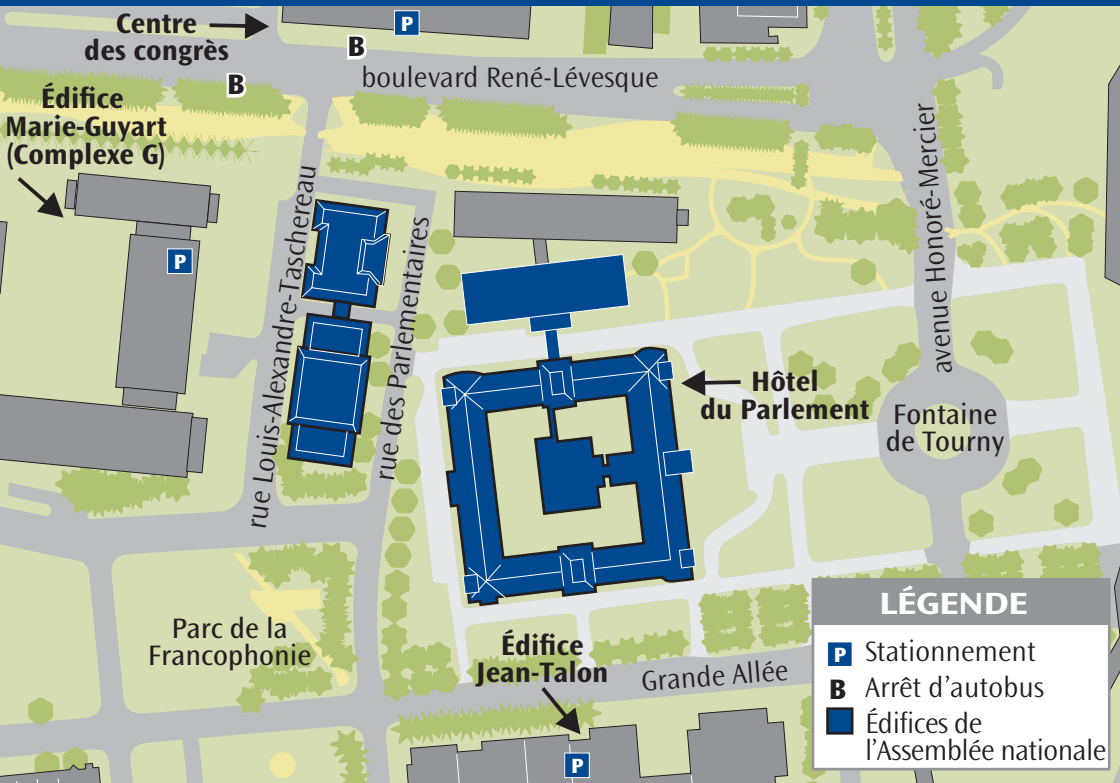 Centre
des congrès
P
B
B
boulevard René-Lévesque
Édifice
Marie-Guyart
(Complexe G)
P
rue Louis-Alexandre-Taschereau
rue des Parlementaires
avenue Honoré-Mercier
Hôtel
du Parlement
Fontaine
de Tourny
Parc de la
Francophonie
Édifice
Jean-Talon
Grande Allée
P
LÉGENDE
P Stationnement
B Arrêt d'autobus
Édifices de
l'Assemblée nationale